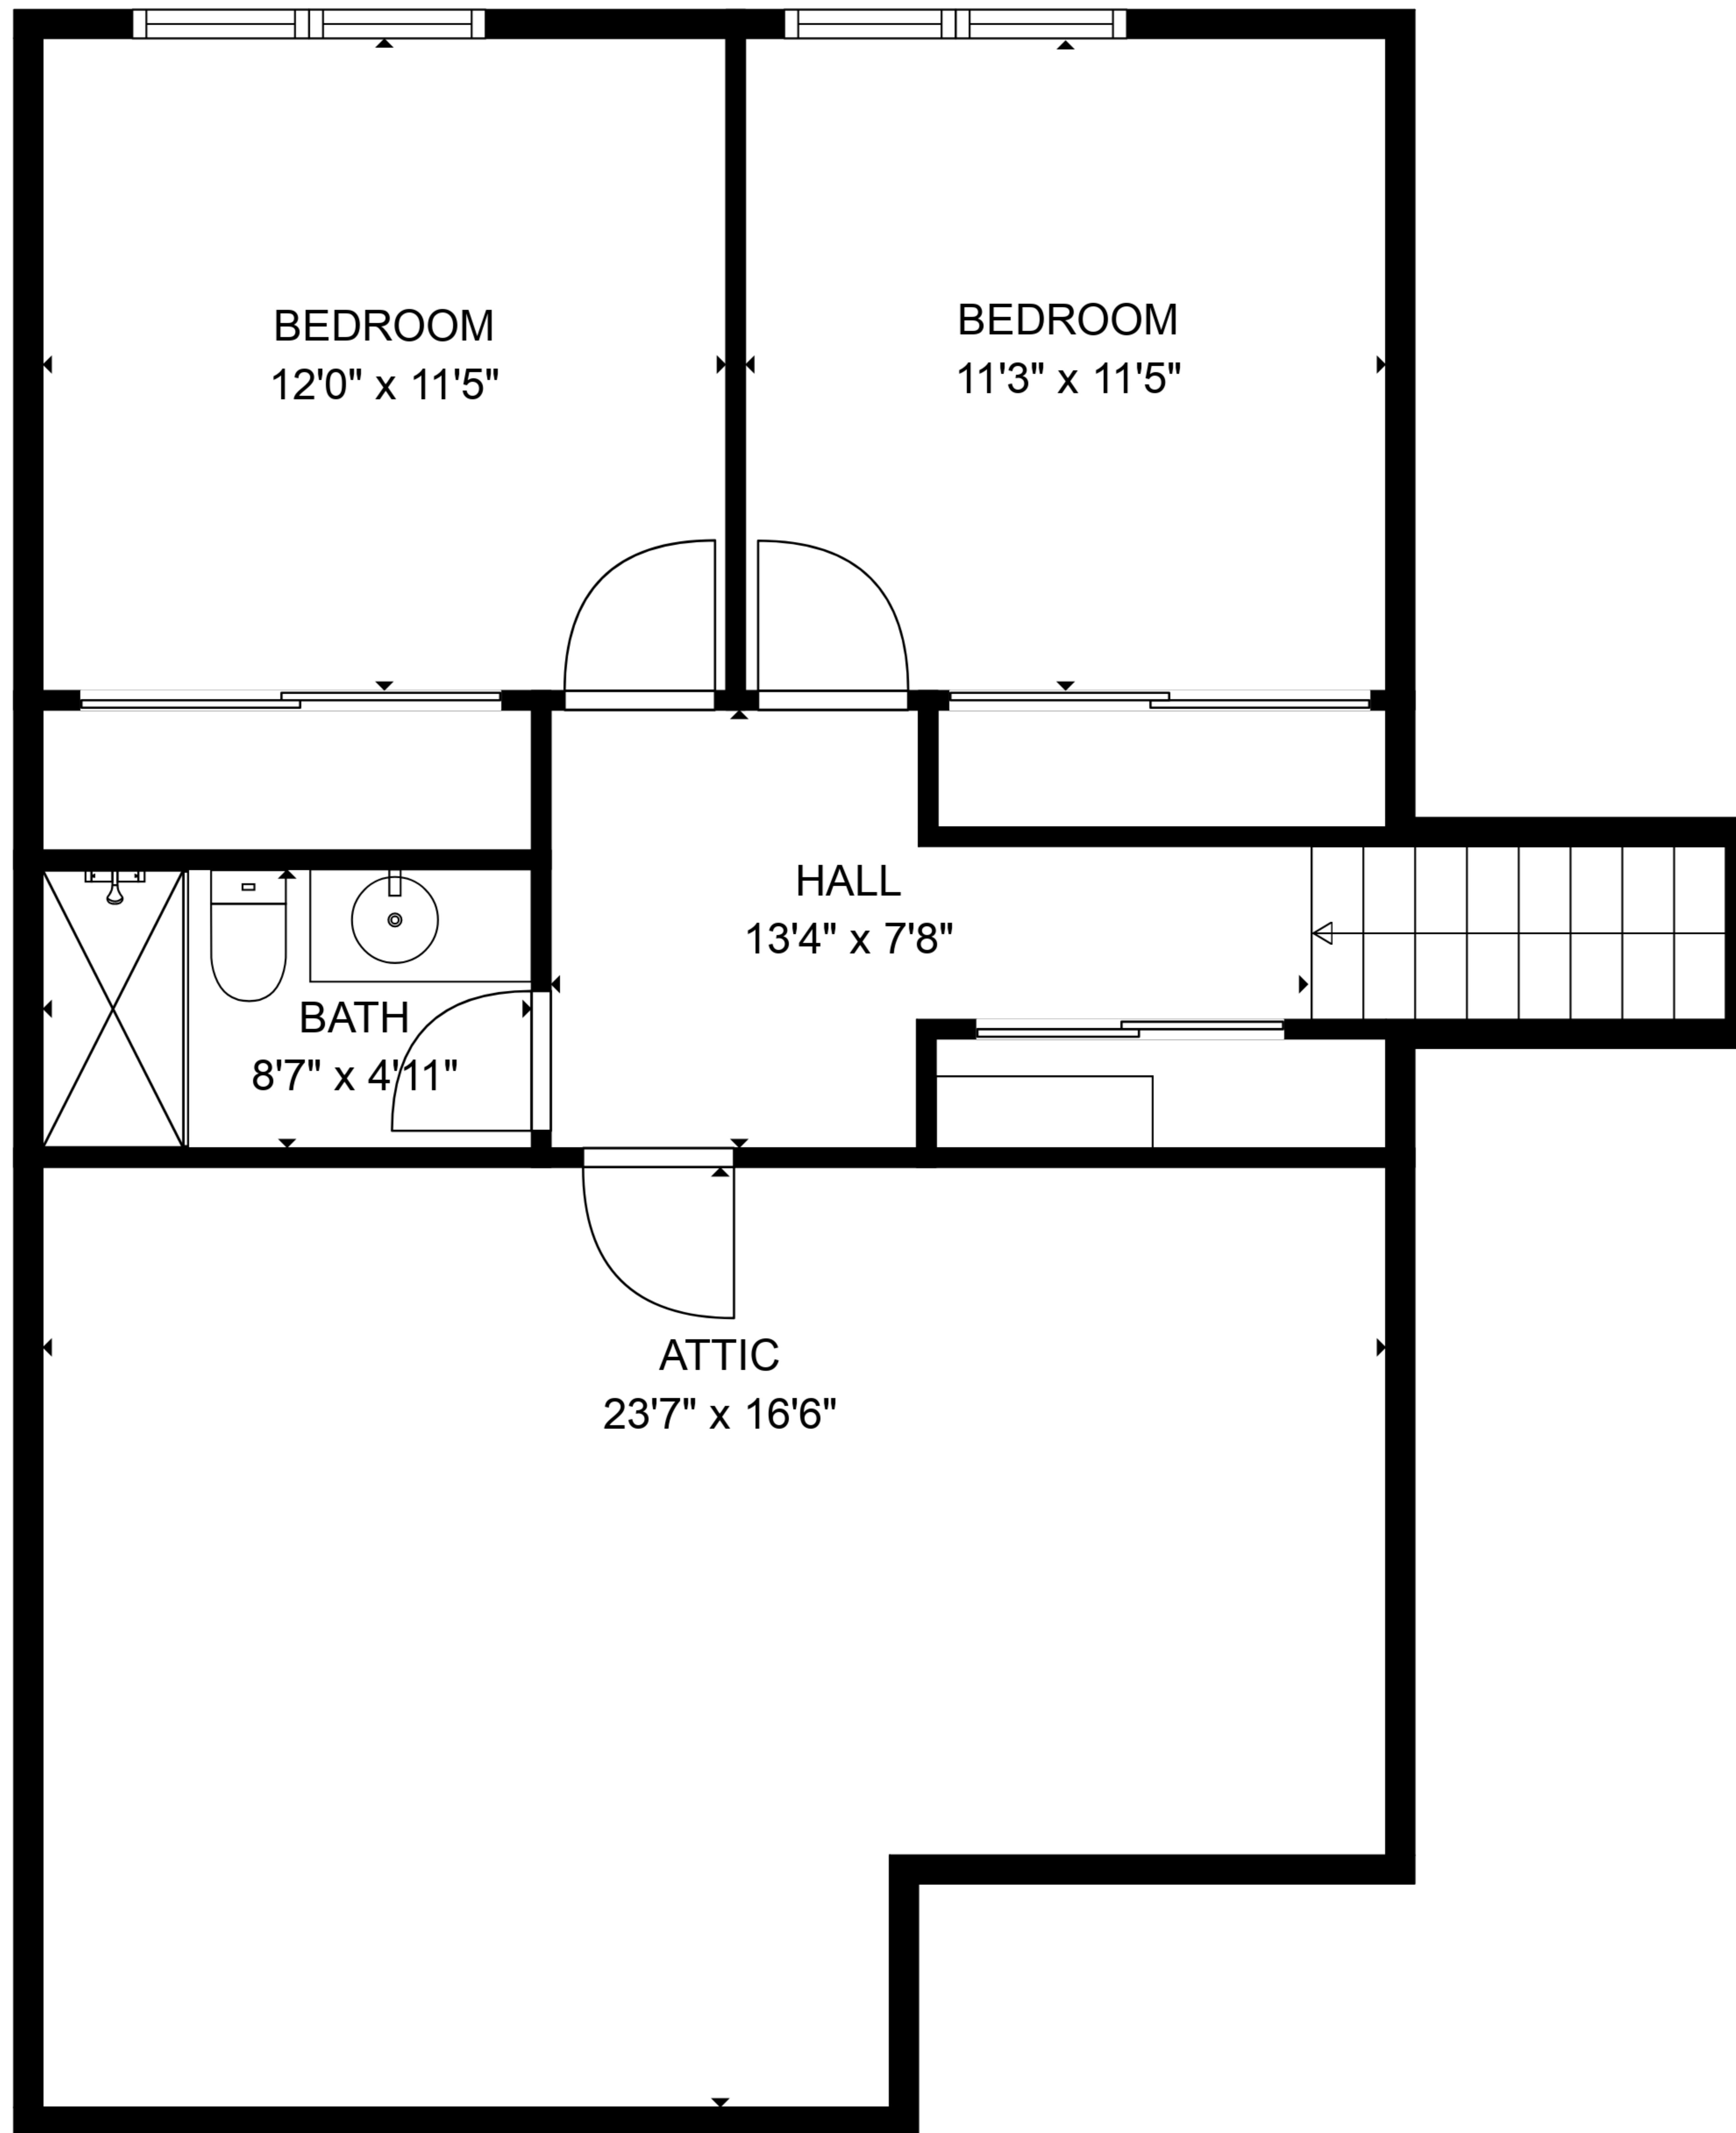 BEDROOM
12'0" x 11'5"
BEDROOM
11'3" x 11'5"
HALL
13'4" x 7'8"
BATH
8'7" x 4'11"
ATTIC
23'7" x 16'6"